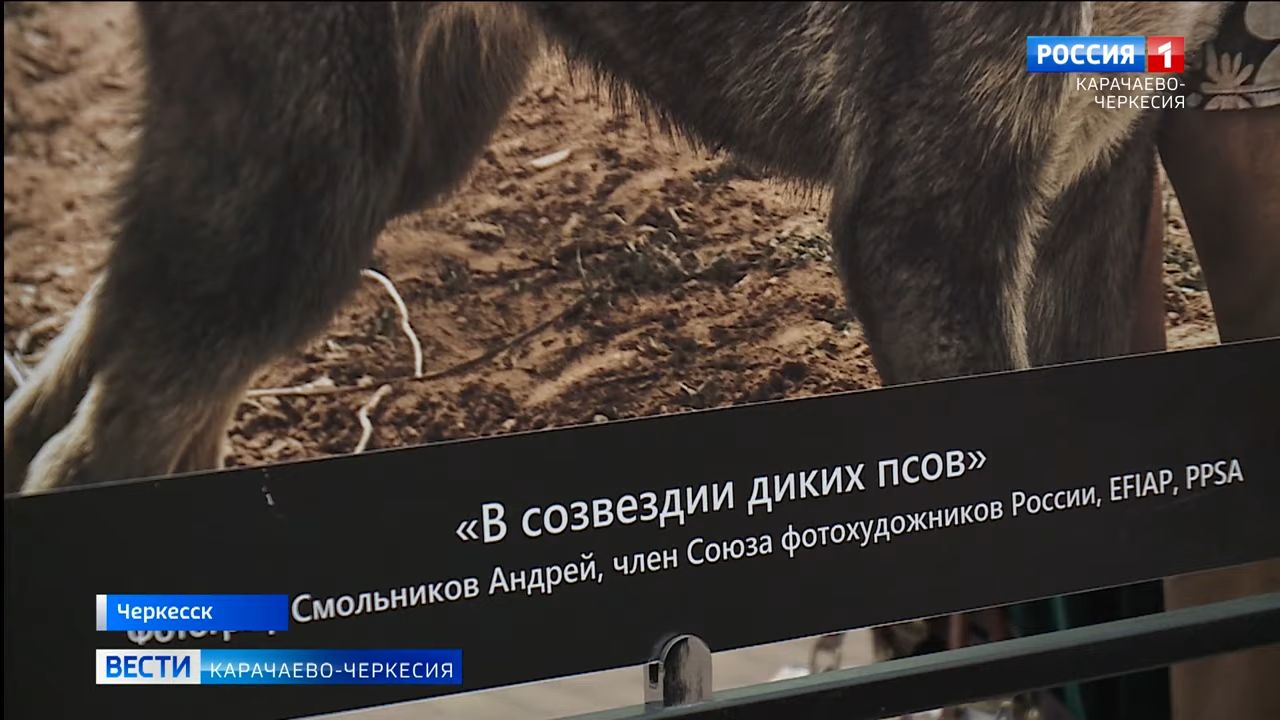 РОССИЯ 1
КАРАЧАЕВО-
ЧЕРКЕСИЯ
«В созвездии диких псов»
Смольников Андрей, член Союза фотохудожников России, EFIAP, PPSA
Черкесск
ВЕСТИ КАРАЧАЕВО-ЧЕРКЕСИЯ